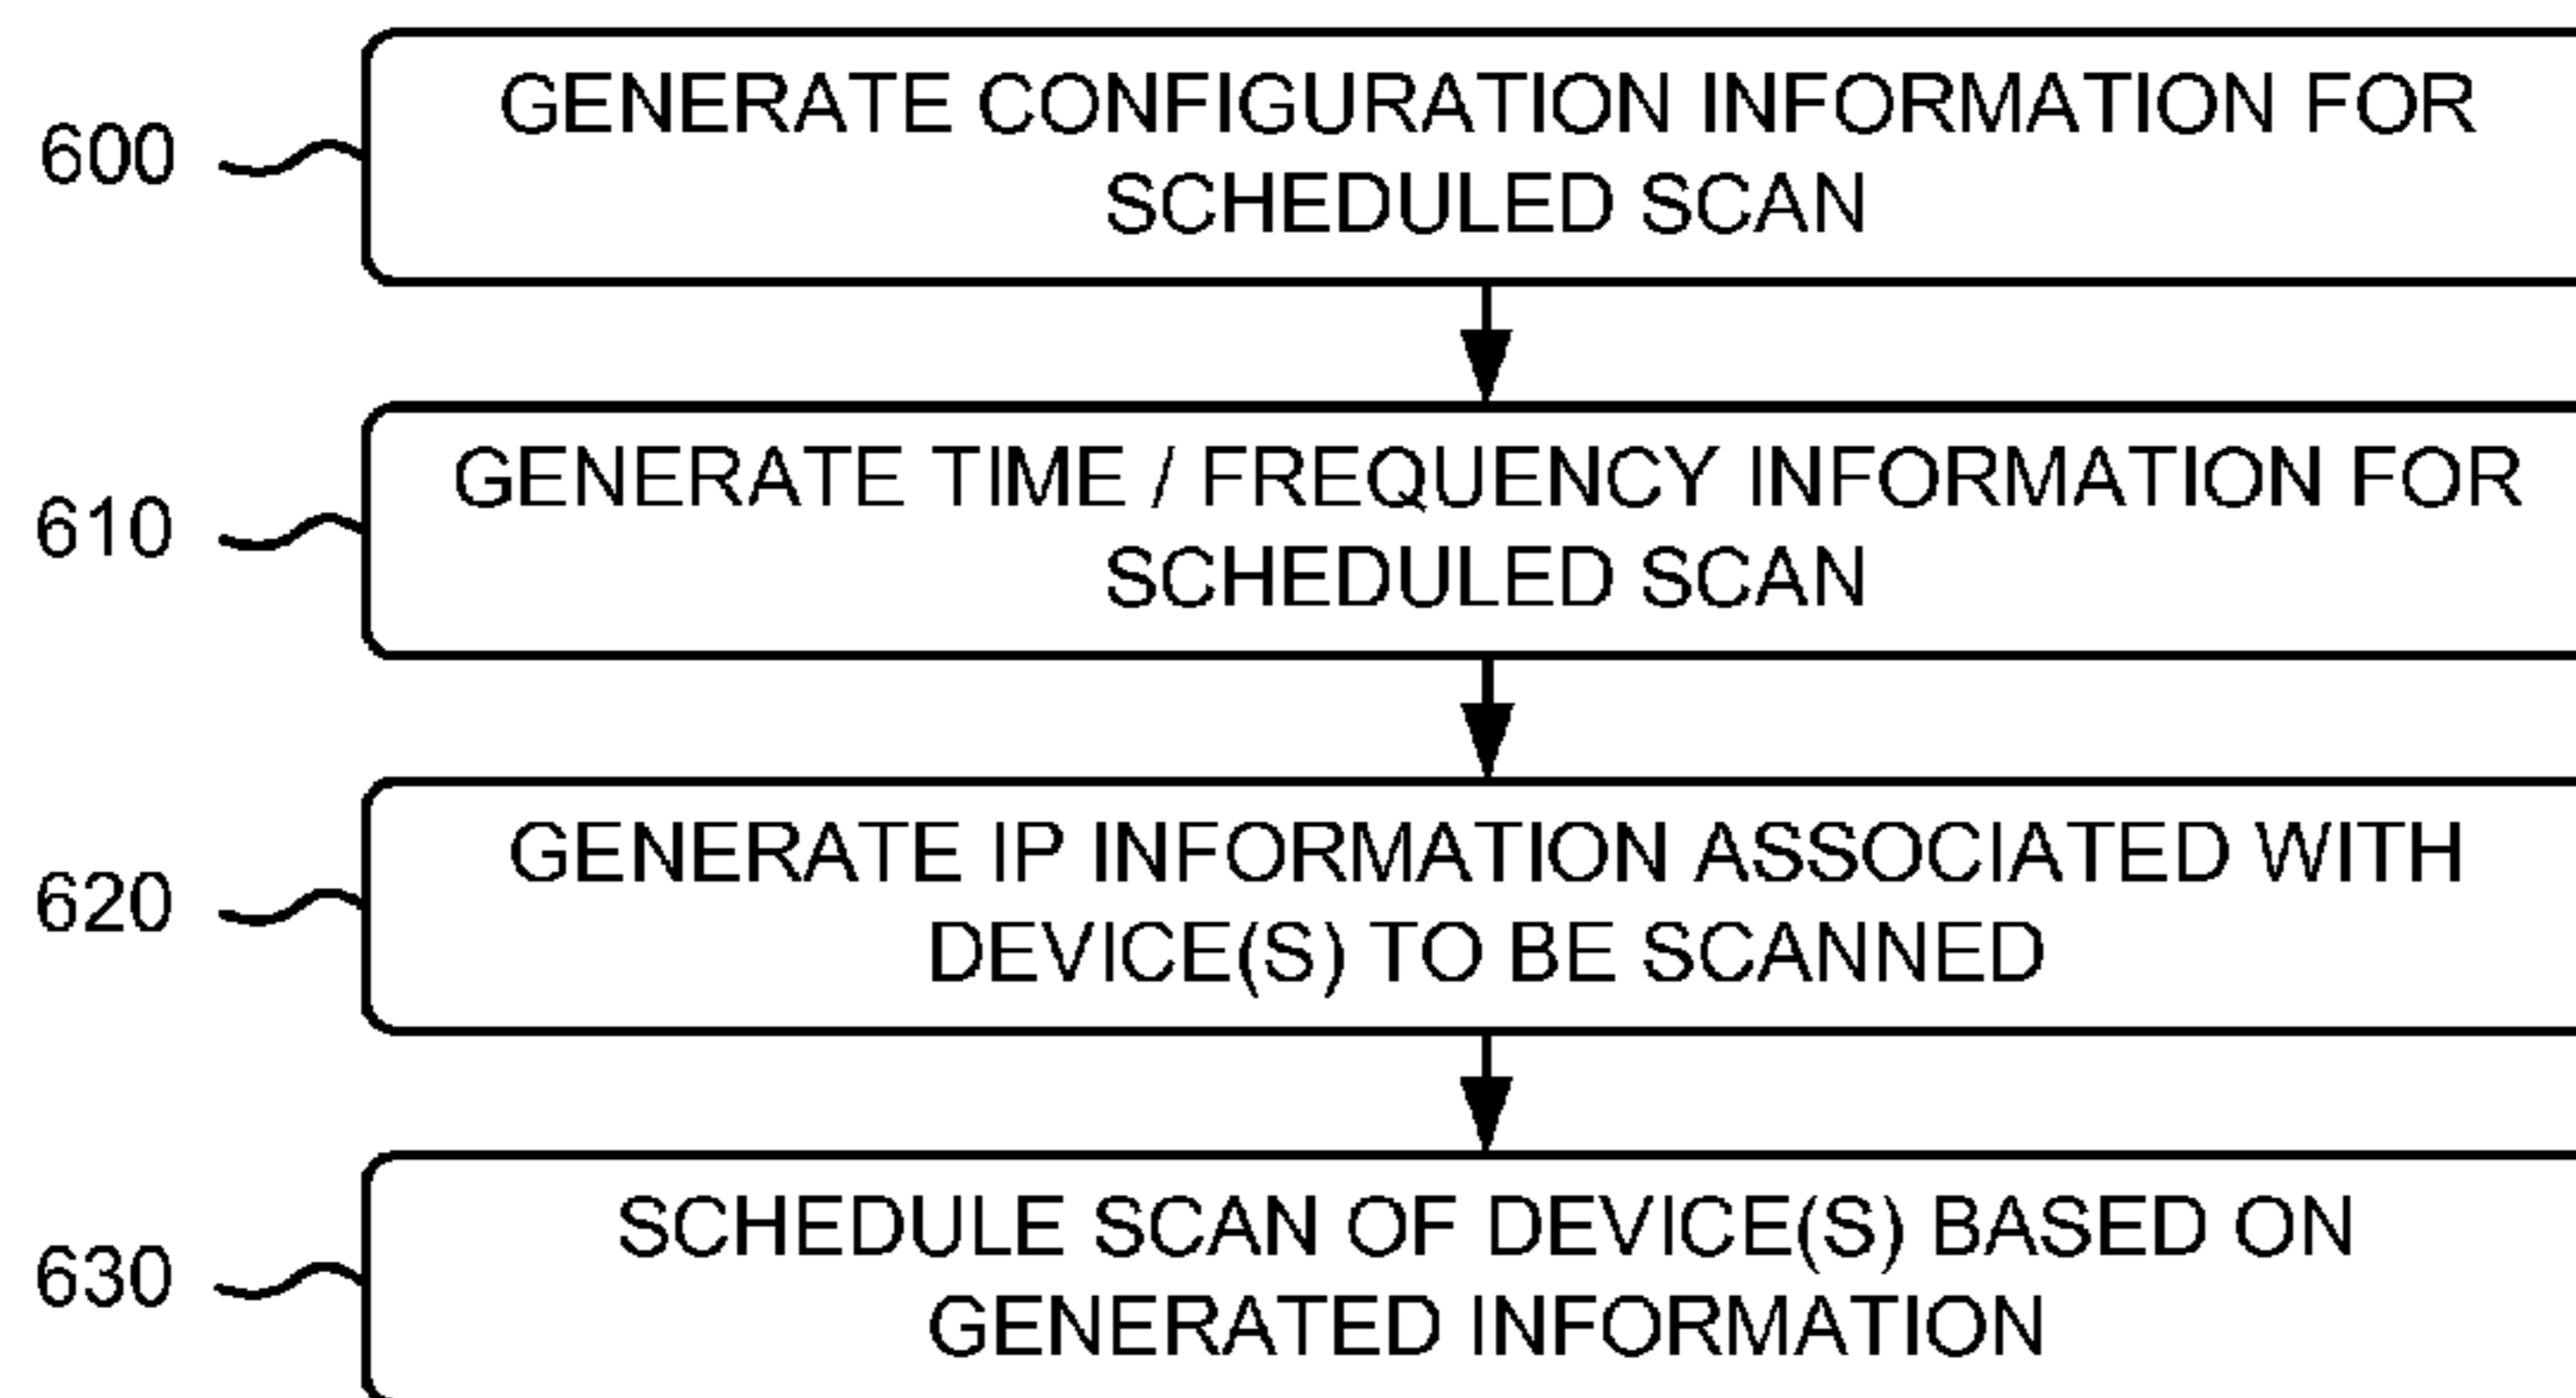 600
GENERATE CONFIGURATION INFORMATION FOR
SCHEDULED SCAN
610
GENERATE TIME / FREQUENCY INFORMATION FOR
SCHEDULED SCAN
620
GENERATE IP INFORMATION ASSOCIATED WITH
DEVICE(S) TO BE SCANNED
630
SCHEDULE SCAN OF DEVICE(S) BASED ON
GENERATED INFORMATION